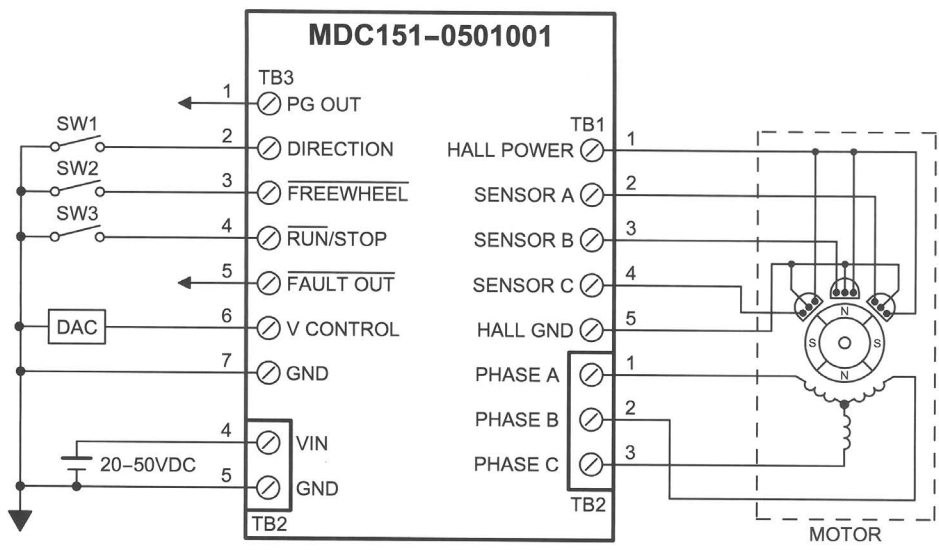 MDC151-0501001
TB3
1 PG OUT
SW1
2 DIRECTION
SW2
3 FREEWHEEL
SW3
4 RUN/STOP
5 FAULT OUT
DAC
6 V CONTROL
7 GND
4 VIN
20-50VDC
5 GND
TB2
TB1
HALL POWER 1
SENSOR A 2
SENSOR B 3
SENSOR C 4
HALL GND 5
PHASE A 1
PHASE B 2
PHASE C 3
TB2
N
S S
N
MOTOR